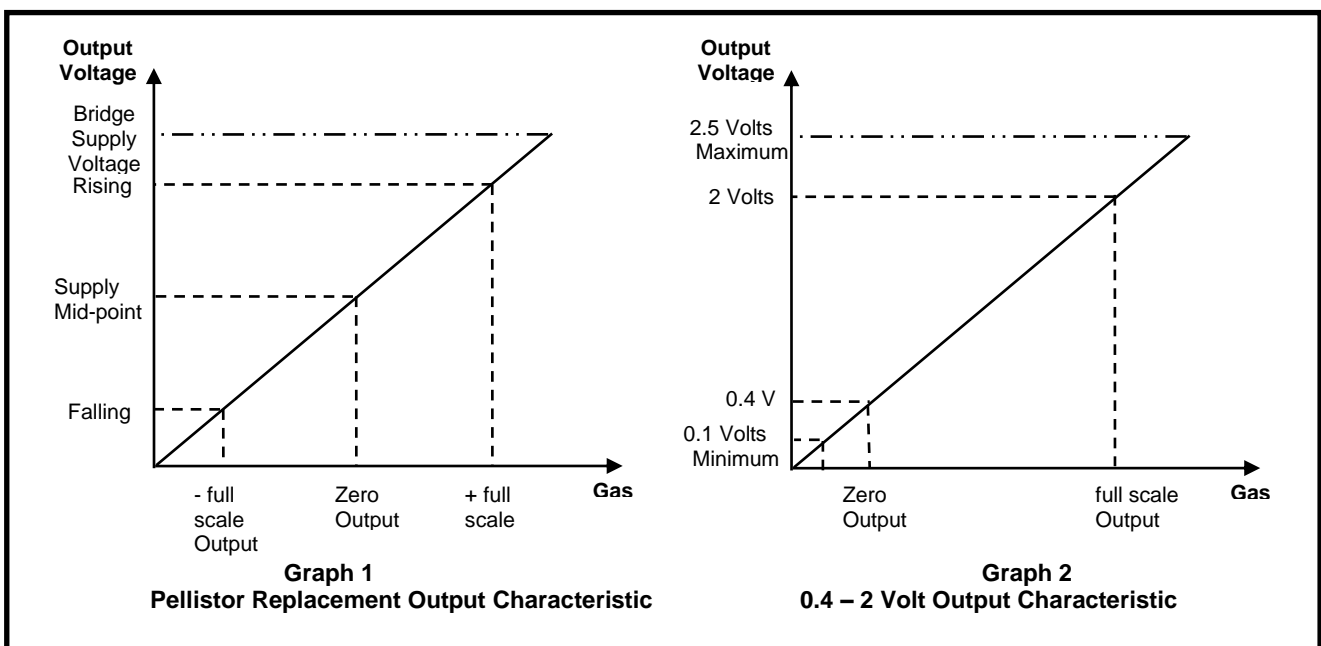 Output
Voltage
Bridge
Supply
Voltage
Rising
Supply
Mid-point
Falling
- full
scale
Output
Zero
Output
+ full
scale
Gas
Graph 1
Pellistor Replacement Output Characteristic
Output
Voltage
2.5 Volts
Maximum
2 Volts
0.4 V
0.1 Volts
Minimum
Zero
Output
full scale
Output
Gas
Graph 2
0.4 – 2 Volt Output Characteristic